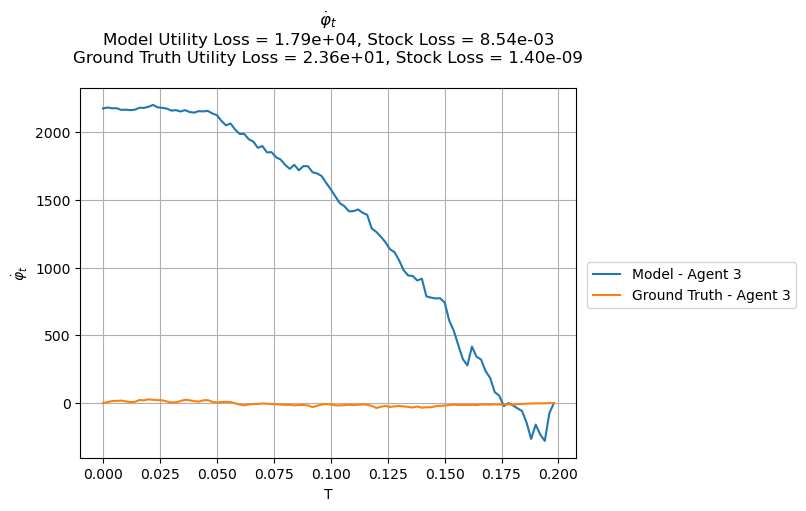 φ̇ₜ
Model Utility Loss = 1.79e+04, Stock Loss = 8.54e-03
Ground Truth Utility Loss = 2.36e+01, Stock Loss = 1.40e-09
2000
1500
1000
500
0
φ̇ₜ
0.000
0.025
0.050
0.075
0.100
0.125
0.150
0.175
0.200
T
Model - Agent 3
Ground Truth - Agent 3